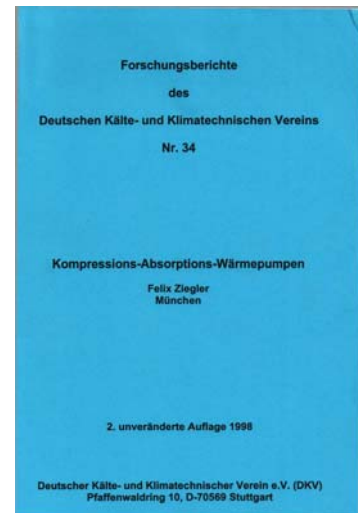 Forschungsberichte
des
Deutschen Kälte- und Klimatechnischen Vereins
Nr. 34
Kompressions-Absorptions-Wärmepumpen
Felix Ziegler
München
2. unveränderte Auflage 1998
Deutscher Kälte- und Klimatechnischer Verein e.V. (DKV)
Pfaffenwaldring 10, D-70569 Stuttgart